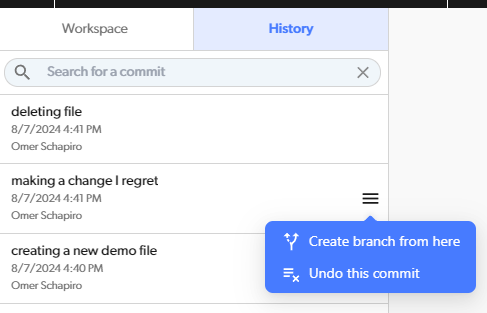 Workspace
History
Search for a commit
deleting file
8/7/2024 4:41 PM
Omer Schapiro
making a change I regret
8/7/2024 4:41 PM
Omer Schapiro
Create branch from here
Undo this commit
creating a new demo file
8/7/2024 4:40 PM
Omer Schapiro